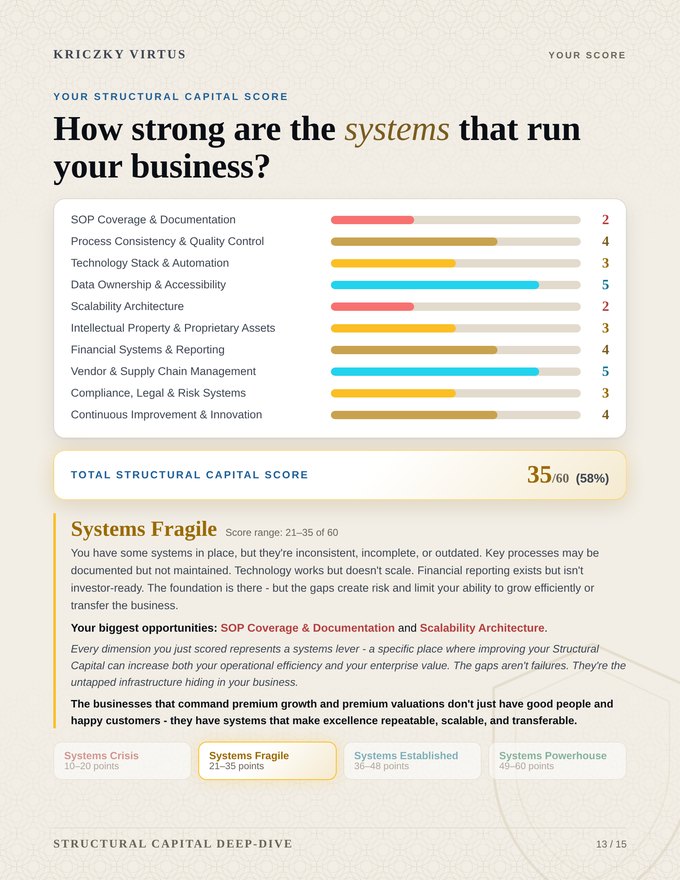 KRICZKY VIRTUS
YOUR SCORE
YOUR STRUCTURAL CAPITAL SCORE
How strong are the systems that run
your business?
SOP Coverage & Documentation 2
Process Consistency & Quality Control 4
Technology Stack & Automation 3
Data Ownership & Accessibility 5
Scalability Architecture 2
Intellectual Property & Proprietary Assets 3
Financial Systems & Reporting 4
Vendor & Supply Chain Management 5
Compliance, Legal & Risk Systems 3
Continuous Improvement & Innovation 4
TOTAL STRUCTURAL CAPITAL SCORE 35/60 (58%)
Systems Fragile Score range: 21–35 of 60
You have some systems in place, but they're inconsistent, incomplete, or outdated. Key processes may be
documented but not maintained. Technology works but doesn't scale. Financial reporting exists but isn't
investor-ready. The foundation is there - but the gaps create risk and limit your ability to grow efficiently or
transfer the business.
Your biggest opportunities: SOP Coverage & Documentation and Scalability Architecture.
Every dimension you just scored represents a systems lever - a specific place where improving your Structural
Capital can increase both your operational efficiency and your enterprise value. The gaps aren't failures. They're the
untapped infrastructure hiding in your business.
The businesses that command premium growth and premium valuations don't just have good people and
happy customers - they have systems that make excellence repeatable, scalable, and transferable.
Systems Crisis
10–20 points
Systems Fragile
21–35 points
Systems Established
36–48 points
Systems Powerhouse
49–60 points
STRUCTURAL CAPITAL DEEP-DIVE
13 / 15